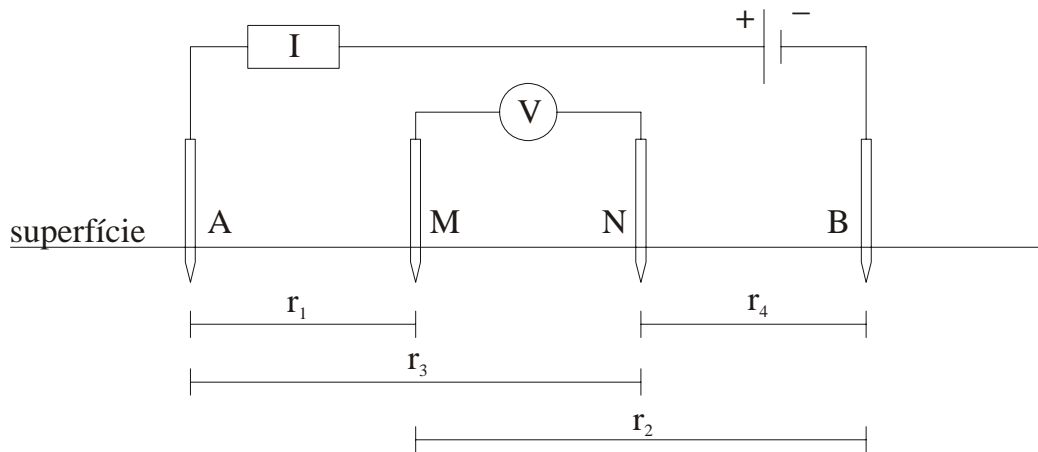 + −
I
V
A M N B
superfície
r₁ r₄
r₃
r₂